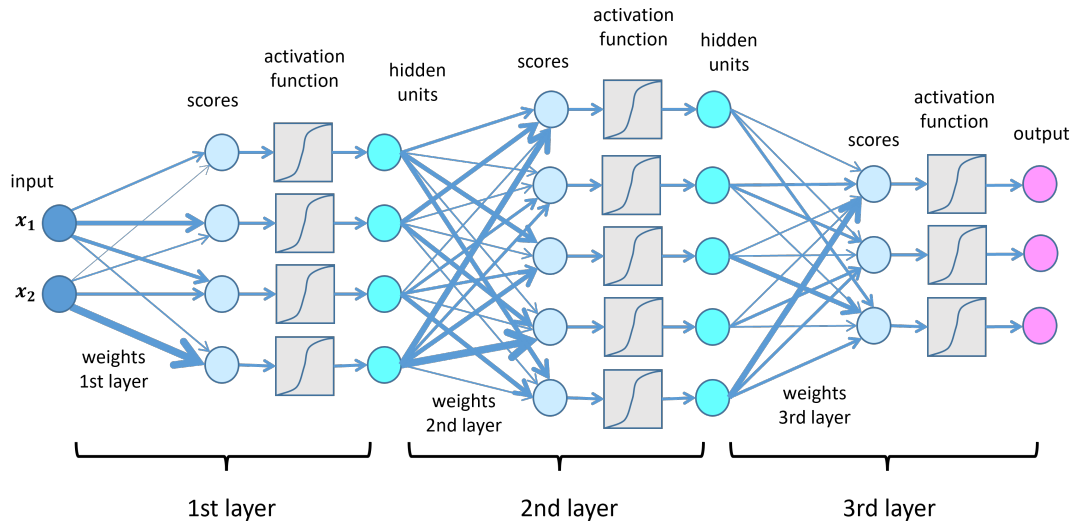 input
x₁
x₂
scores
activation
function
hidden
units
weights
1st layer
scores
activation
function
hidden
units
weights
2nd layer
scores
activation
function
output
weights
3rd layer
1st layer
2nd layer
3rd layer